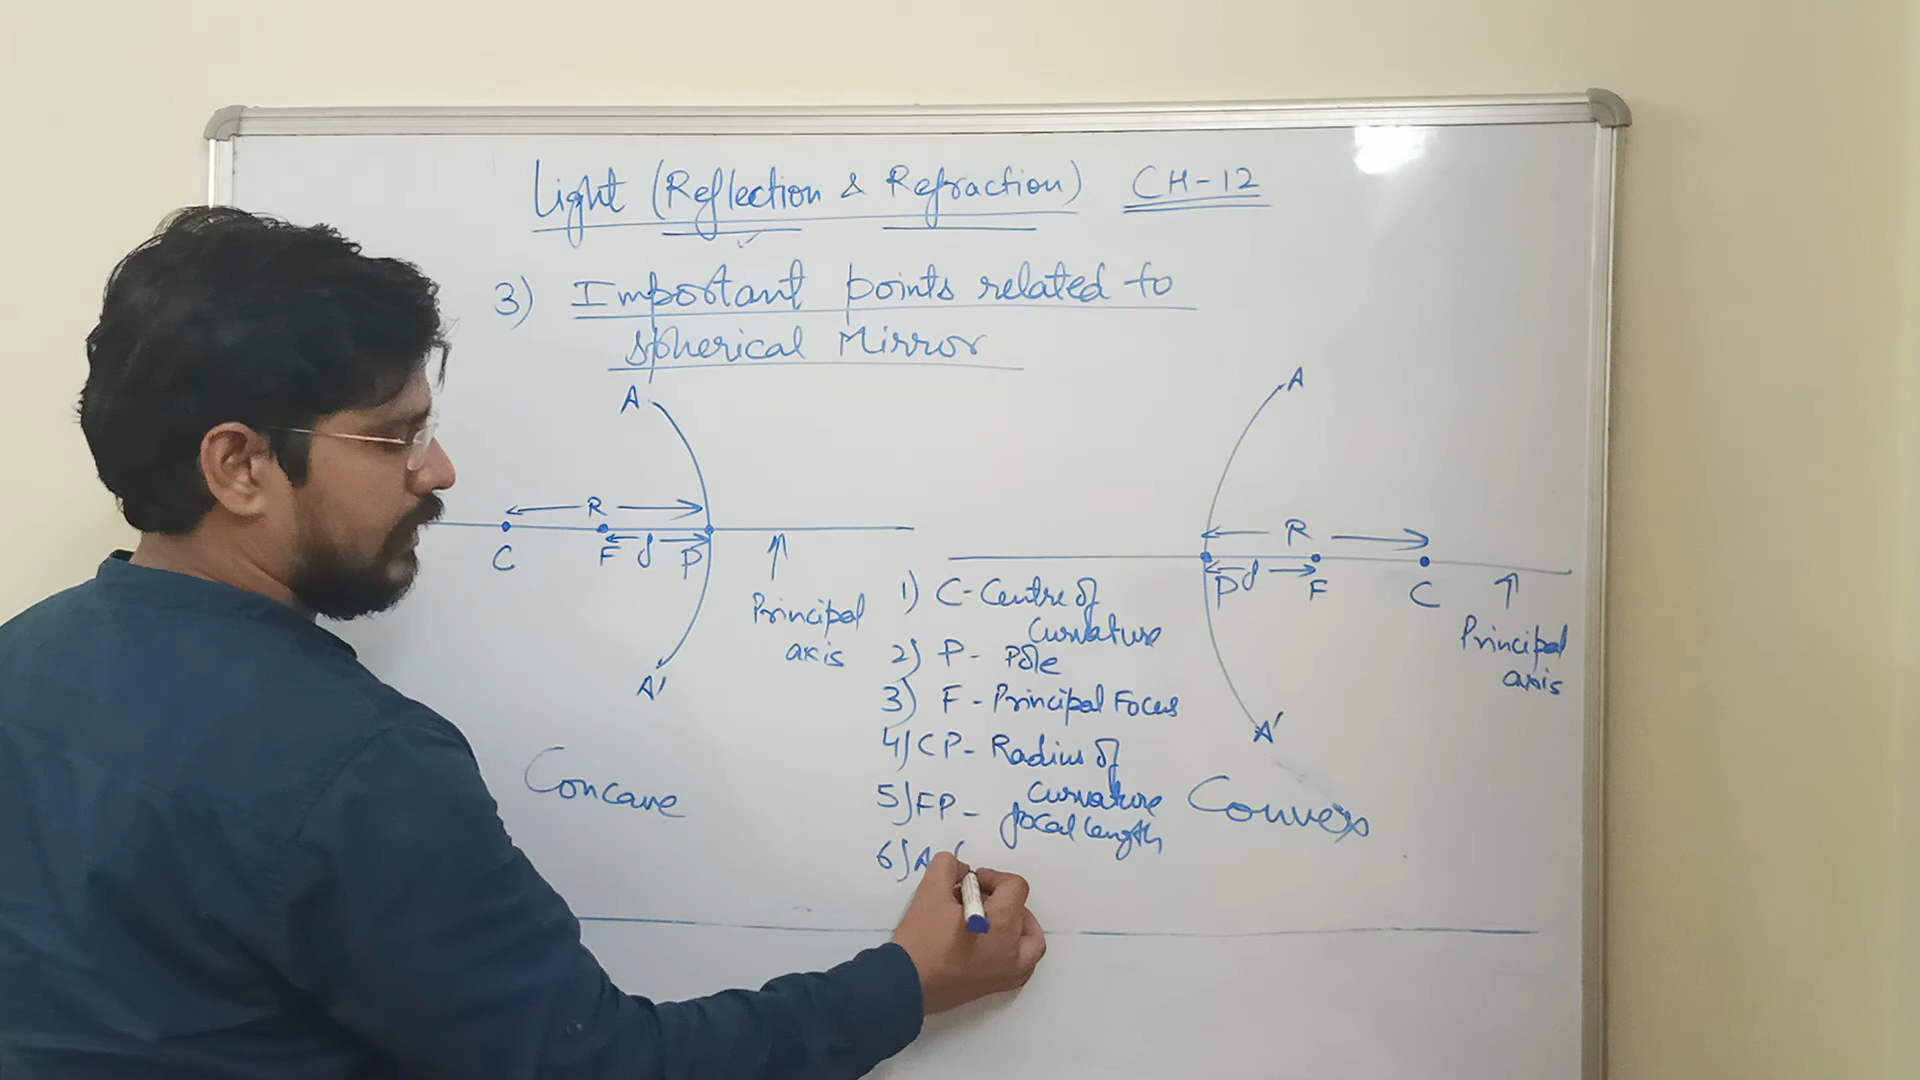 Light (Reflection & Refraction) CH-12
3) Important points related to
spherical Mirror
A
R
C F f P
Principal
axis
A'
Concave
A
R
P f F C
Principal
axis
A'
Convex
1) C-Centre of
Curvature
2) P- Pole
3) F - Principal Focus
4) CP- Radius of
Curvature
5) FP - focal length
6) A